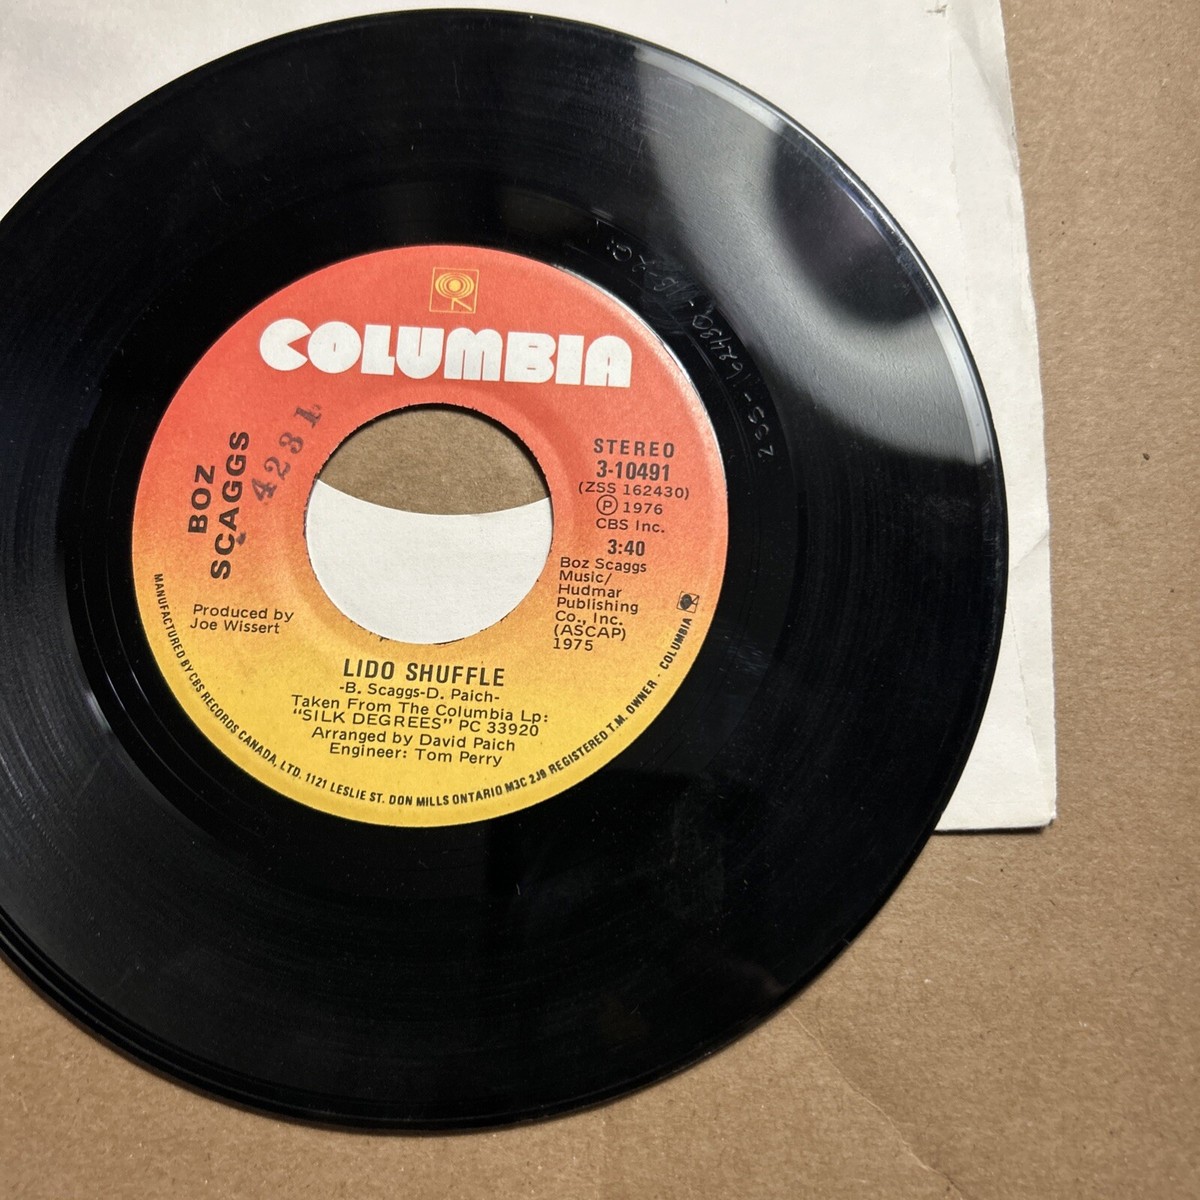 COLUMBIA
BOZ
SCAGGS
4231
STEREO
3-10491
(ZSS 162430)
Ⓟ 1976
CBS Inc.
3:40
Boz Scaggs
Music/
Hudmar
Publishing
Co., Inc.
(ASCAP)
1975
Produced by
Joe Wissert
LIDO SHUFFLE
-B. Scaggs-D. Paich-
Taken From The Columbia Lp:
"SILK DEGREES" PC 33920
Arranged by David Paich
Engineer: Tom Perry
MANUFACTURED BY CBS RECORDS CANADA, LTD. 1121 LESLIE ST. DON MILLS ONTARIO M3C 2J9 REGISTERED T.M. OWNER - COLUMBIA